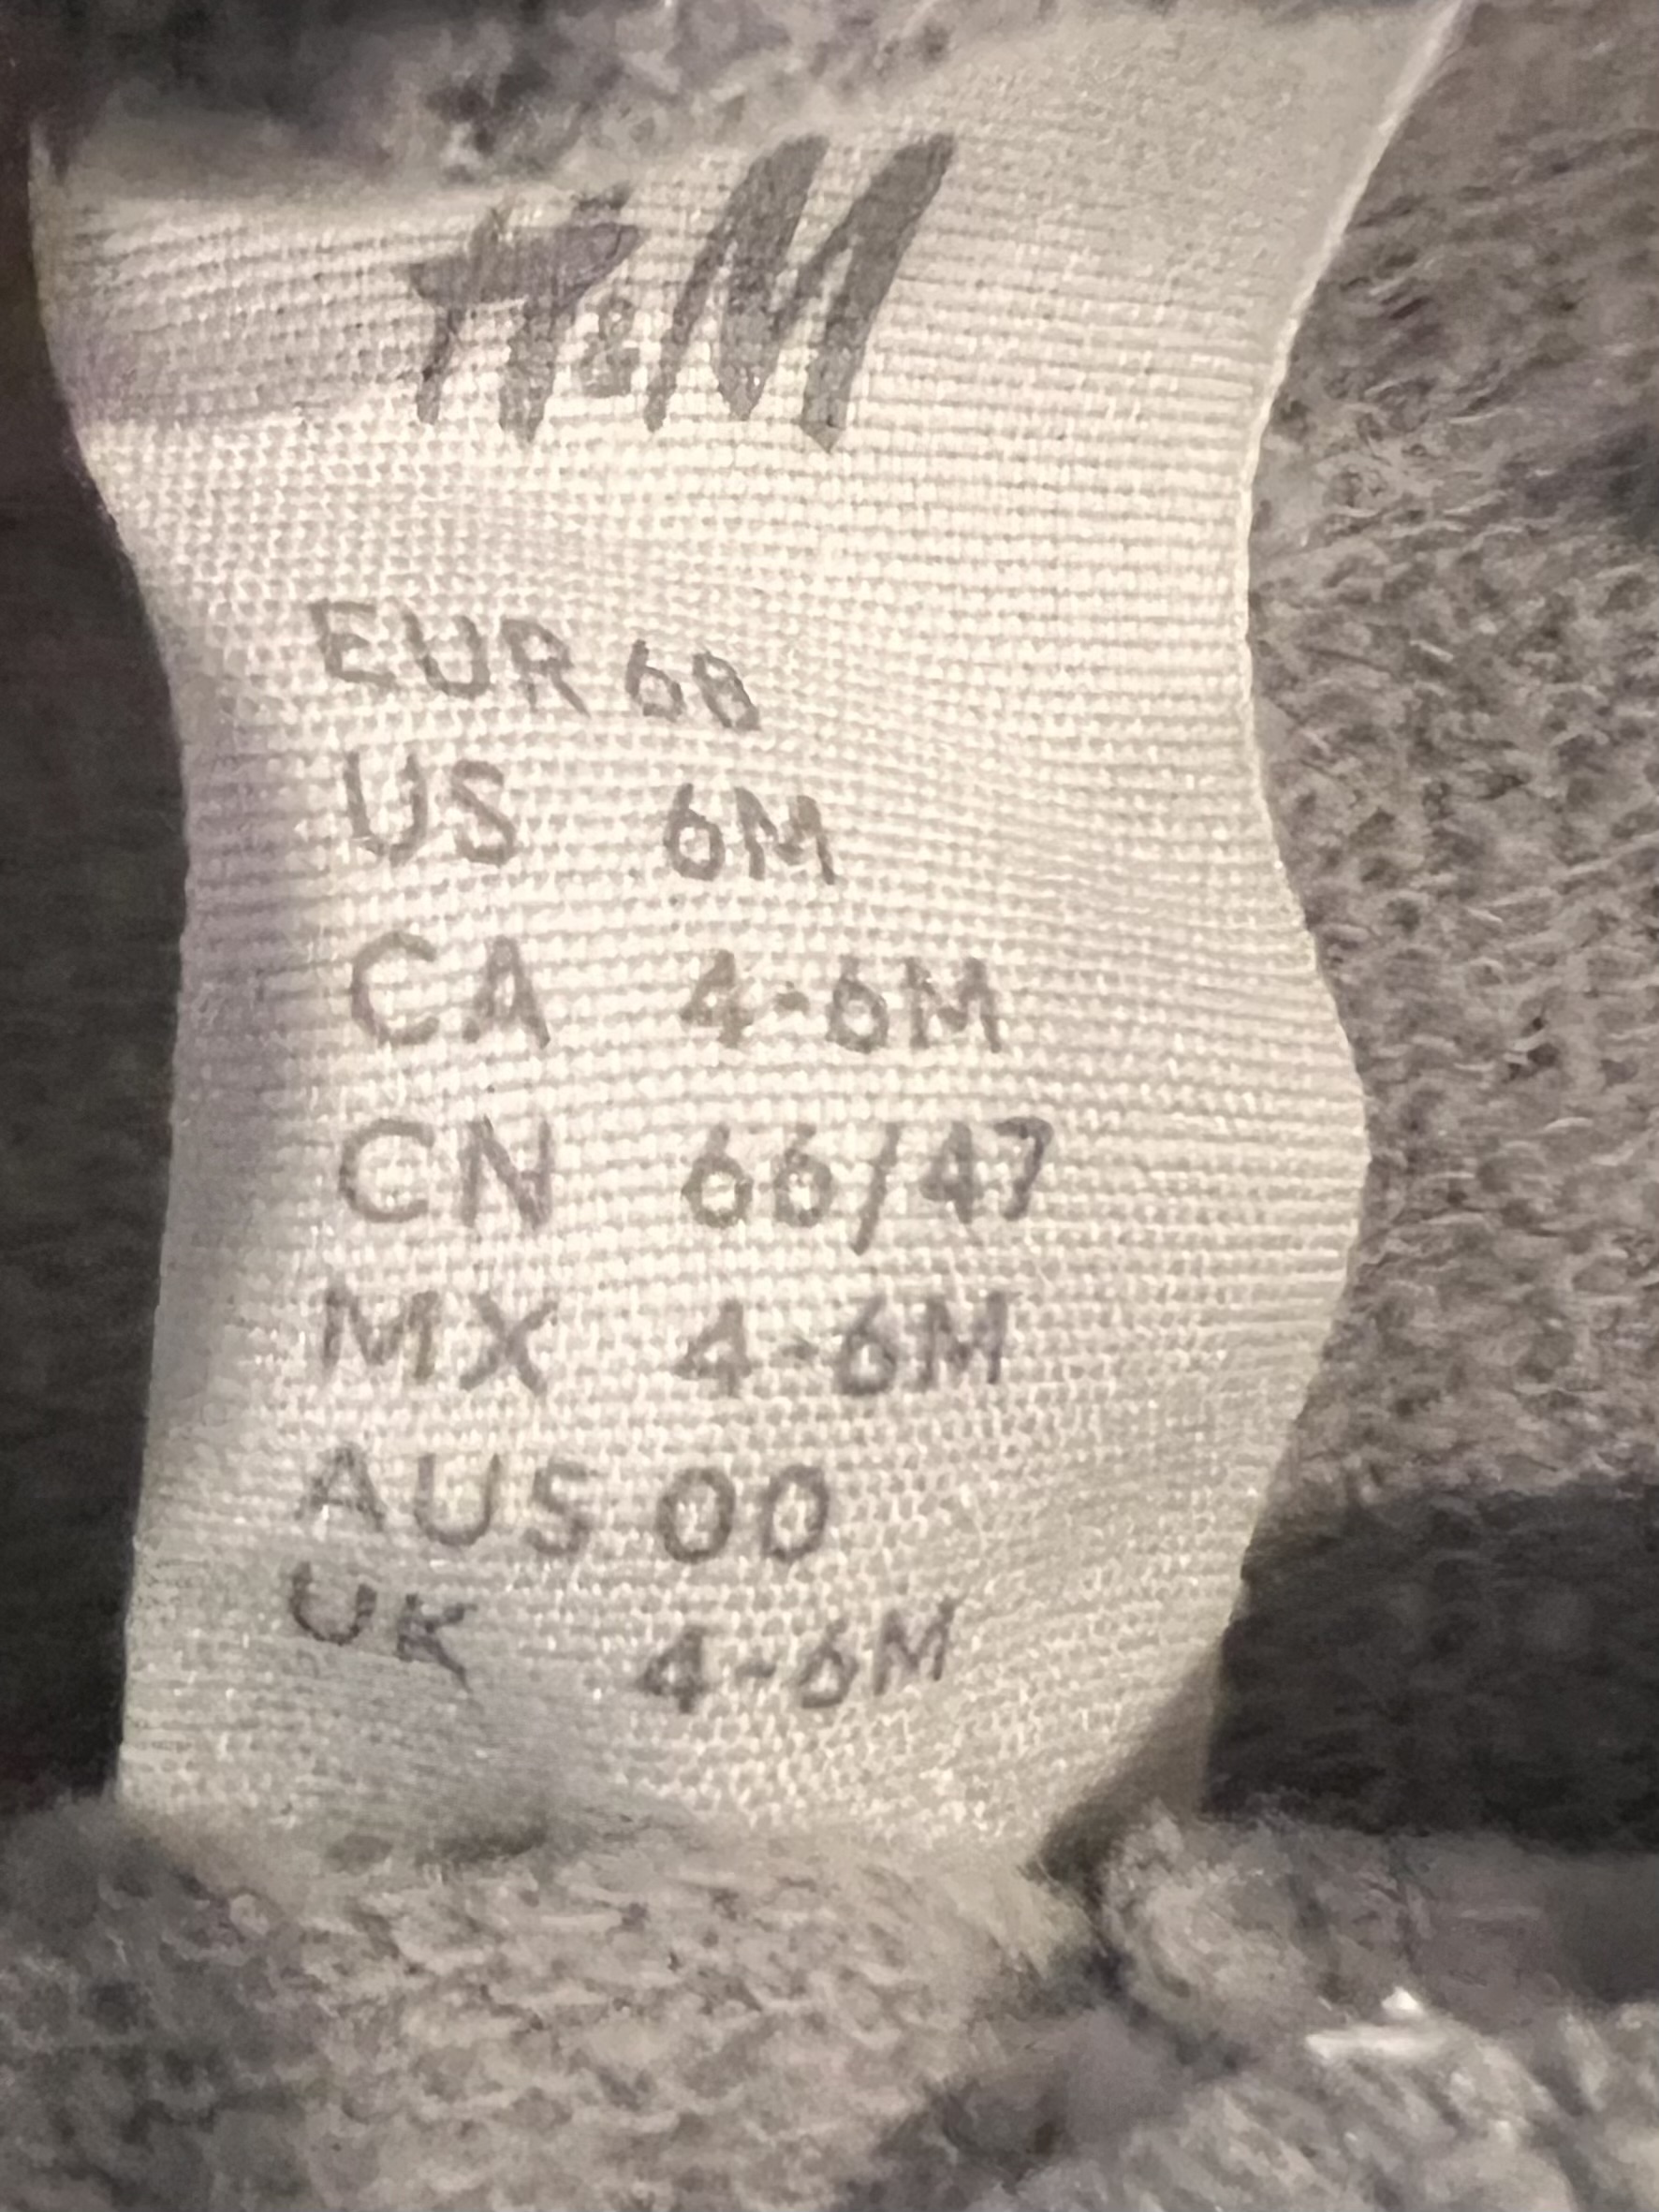 H&M
EUR 68
US 6M
CA 4-6M
CN 66/47
MX 4-6M
AUS 00
UK 4-6M